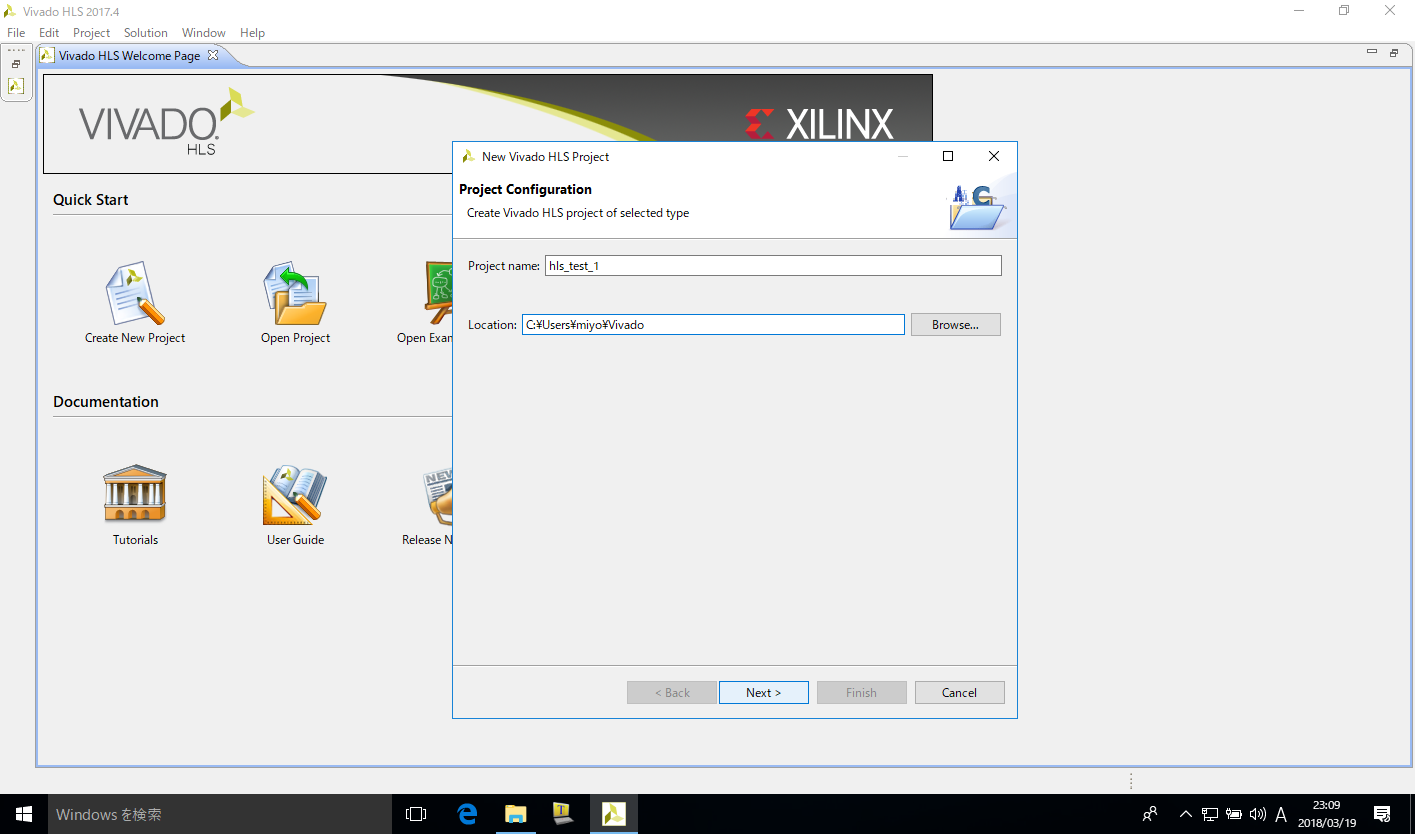 Vivado HLS 2017.4
File Edit Project Solution Window Help
Vivado HLS Welcome Page
VIVADO
HLS
XILINX
New Vivado HLS Project
Project Configuration
Create Vivado HLS project of selected type
Project name: hls_test_1
Location: C:¥Users¥miyo¥Vivado Browse...
< Back Next > Finish Cancel
Quick Start
Create New Project Open Project Open Exam
Documentation
NEW
Tutorials User Guide Release N
Windows を検索
A
23:09
2018/03/19